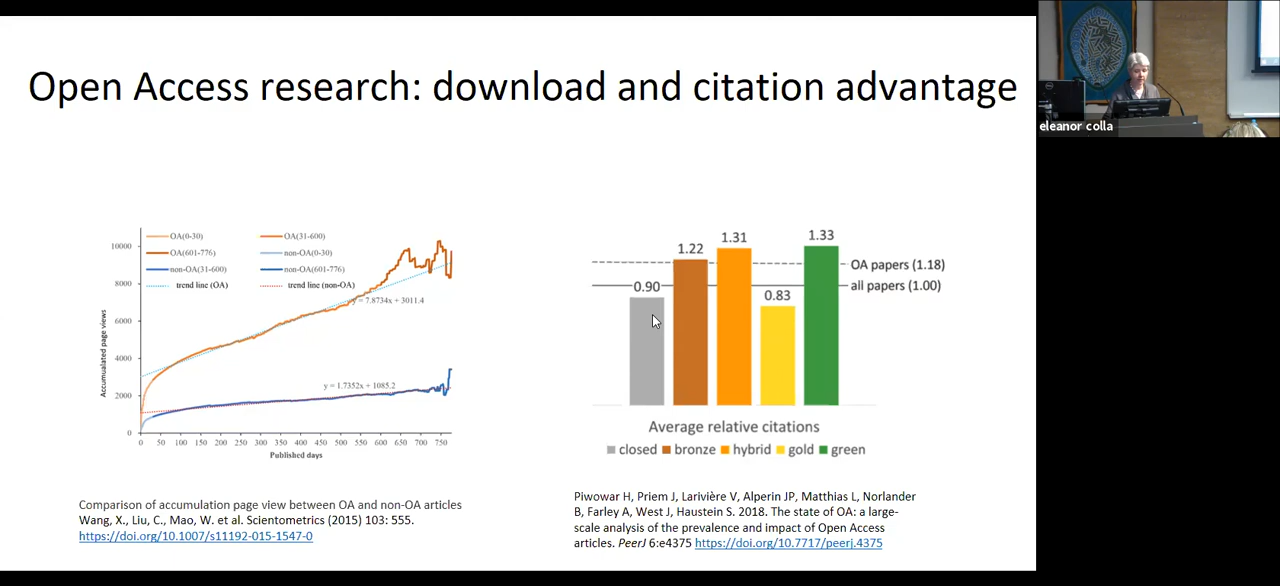 Open Access research: download and citation advantage
eleanor colla
OA(0-30) OA(31-600)
OA(601-776) non-OA(0-30)
non-OA(31-600) non-OA(601-776)
trend line (OA) trend line (non-OA)
10000
8000
6000
4000
2000
0
Accumulated page views
y = 7.8734x + 3011.4
y = 1.7352x + 1085.2
0 50 100 150 200 250 300 350 400 450 500 550 600 650 700 750
Published days
Comparison of accumulation page view between OA and non-OA articles
Wang, X., Liu, C., Mao, W. et al. Scientometrics (2015) 103: 555.
https://doi.org/10.1007/s11192-015-1547-0
0.90
1.22
1.31
0.83
1.33
OA papers (1.18)
all papers (1.00)
Average relative citations
closed bronze hybrid gold green
Piwowar H, Priem J, Larivière V, Alperin JP, Matthias L, Norlander
B, Farley A, West J, Haustein S. 2018. The state of OA: a large-
scale analysis of the prevalence and impact of Open Access
articles. PeerJ 6:e4375 https://doi.org/10.7717/peerj.4375